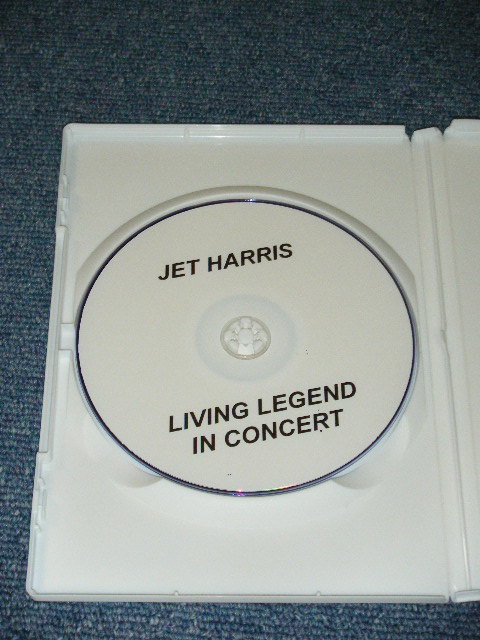 JET HARRIS
LIVING LEGEND
IN CONCERT